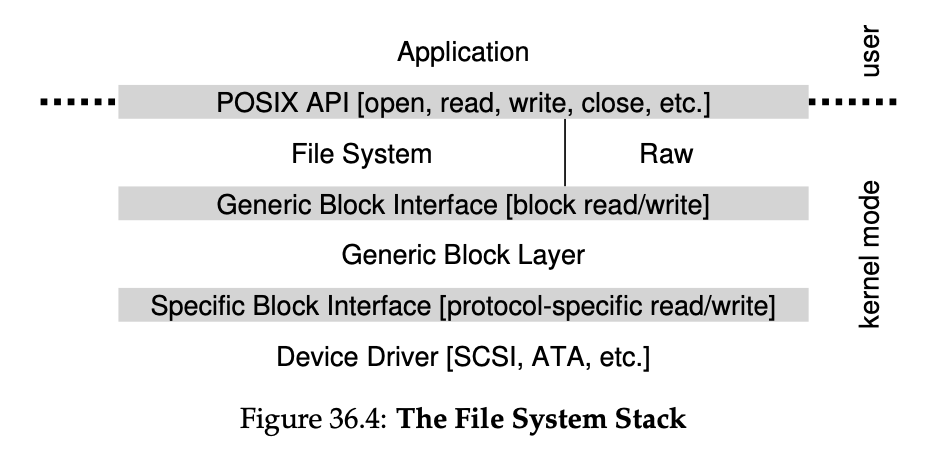 Application
user
POSIX API [open, read, write, close, etc.]
File System
Raw
Generic Block Interface [block read/write]
Generic Block Layer
kernel mode
Specific Block Interface [protocol-specific read/write]
Device Driver [SCSI, ATA, etc.]
Figure 36.4: The File System Stack